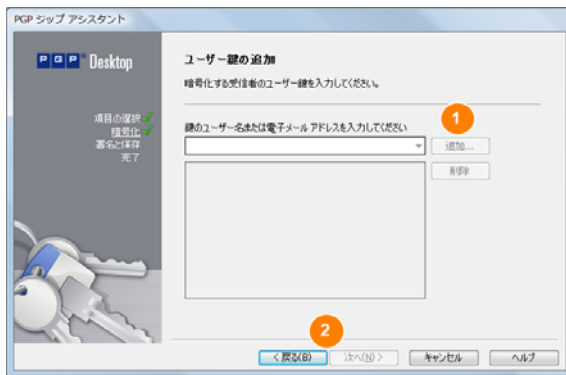 PGP ジップ アシスタント
PGP Desktop
項目の選択
暗号化
署名と保存
完了
ユーザー鍵の追加
暗号化する受信者のユーザー鍵を入力してください。
1
鍵のユーザー名または電子メール アドレスを入力してください
追加...
削除
2
< 戻る(B)
次へ(N) >
キャンセル
ヘルプ